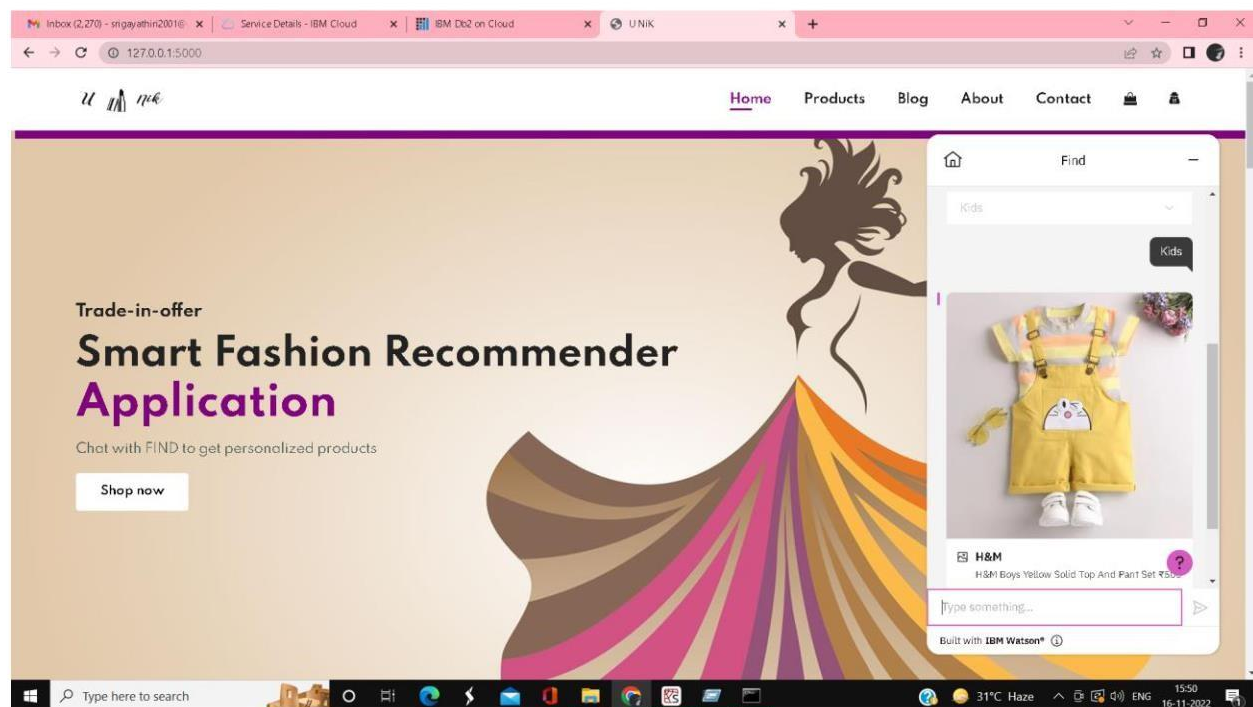 Inbox (2,270) - srigayathin2001@
Service Details - IBM Cloud
IBM Db2 on Cloud
UNiK
127.0.0.1:5000
u nik
Home Products Blog About Contact
Find
Kids
Kids
Trade-in-offer
Smart Fashion Recommender
Application
Chat with FIND to get personalized products
Shop now
H&M
H&M Boys Yellow Solid Top And Pant Set
?
Type something...
Built with IBM Watson®
Type here to search
31°C Haze
ENG
15:50
16-11-2022